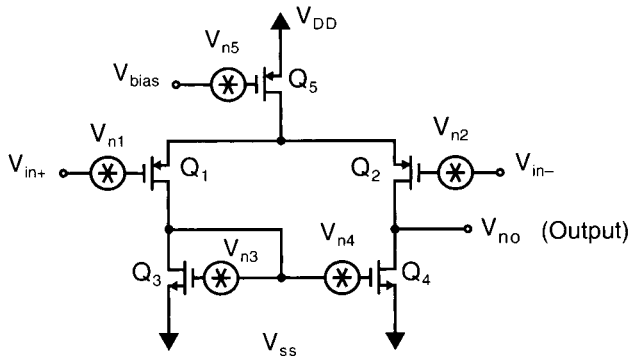 V_DD
V_n5
V_bias
Q_5
V_n1
V_n2
V_in+
Q_1
Q_2
V_in–
V_no (Output)
V_n3
V_n4
Q_3
Q_4
V_ss